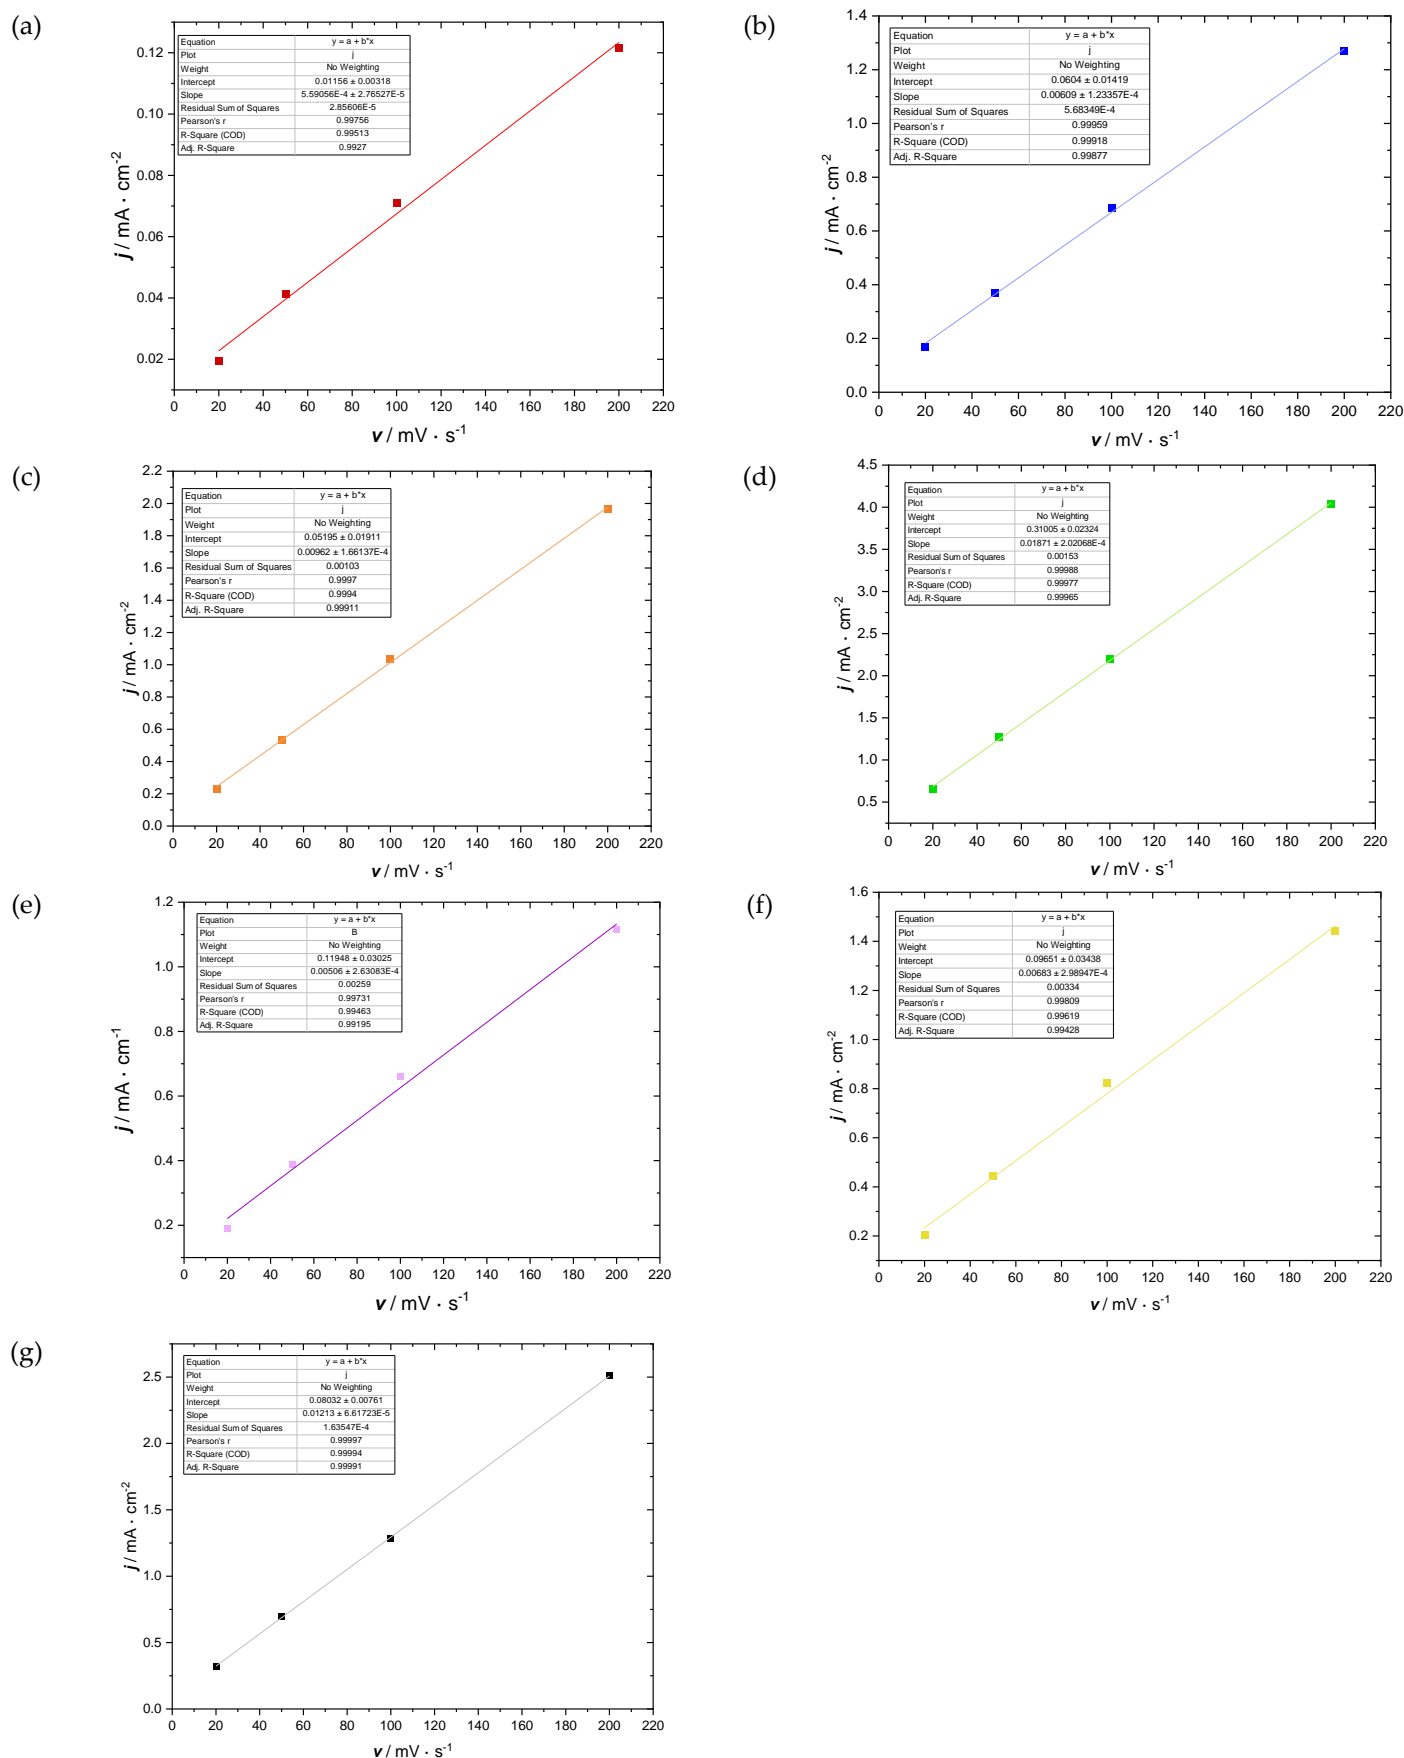 (a)
Equation y = a + b*x
Plot j
Weight No Weighting
Intercept 0.01156 ± 0.00318
Slope 5.59056E-4 ± 2.76527E-5
Residual Sum of Squares 2.85606E-5
Pearson's r 0.99756
R-Square (COD) 0.99513
Adj. R-Square 0.9927
0.12
0.10
0.08
0.06
0.04
0.02
j / mA · cm-2
0 20 40 60 80 100 120 140 160 180 200 220
v / mV · s-1
(b)
Equation y = a + b*x
Plot j
Weight No Weighting
Intercept 0.0604 ± 0.01419
Slope 0.00609 ± 1.23357E-4
Residual Sum of Squares 5.68349E-4
Pearson's r 0.99959
R-Square (COD) 0.99918
Adj. R-Square 0.99877
1.4
1.2
1.0
0.8
0.6
0.4
0.2
0.0
j / mA · cm-2
0 20 40 60 80 100 120 140 160 180 200 220
v / mV · s-1
(c)
Equation y = a + b*x
Plot j
Weight No Weighting
Intercept 0.05195 ± 0.01911
Slope 0.00962 ± 1.66137E-4
Residual Sum of Squares 0.00103
Pearson's r 0.9997
R-Square (COD) 0.9994
Adj. R-Square 0.99911
2.2
2.0
1.8
1.6
1.4
1.2
1.0
0.8
0.6
0.4
0.2
0.0
j / mA · cm-2
0 20 40 60 80 100 120 140 160 180 200 220
v / mV · s-1
(d)
Equation y = a + b*x
Plot j
Weight No Weighting
Intercept 0.31005 ± 0.02324
Slope 0.01871 ± 2.02068E-4
Residual Sum of Squares 0.00153
Pearson's r 0.99988
R-Square (COD) 0.99977
Adj. R-Square 0.99965
4.5
4.0
3.5
3.0
2.5
2.0
1.5
1.0
0.5
j / mA · cm-2
0 20 40 60 80 100 120 140 160 180 200 220
v / mV · s-1
(e)
Equation y = a + b*x
Plot B
Weight No Weighting
Intercept 0.11948 ± 0.03025
Slope 0.00506 ± 2.63083E-4
Residual Sum of Squares 0.00259
Pearson's r 0.99731
R-Square (COD) 0.99463
Adj. R-Square 0.99195
1.2
1.0
0.8
0.6
0.4
0.2
j / mA · cm-1
0 20 40 60 80 100 120 140 160 180 200 220
v / mV · s-1
(f)
Equation y = a + b*x
Plot j
Weight No Weighting
Intercept 0.09651 ± 0.03438
Slope 0.00683 ± 2.98947E-4
Residual Sum of Squares 0.00334
Pearson's r 0.99809
R-Square (COD) 0.99619
Adj. R-Square 0.99428
1.6
1.4
1.2
1.0
0.8
0.6
0.4
0.2
j / mA · cm-2
0 20 40 60 80 100 120 140 160 180 200 220
v / mV · s-1
(g)
Equation y = a + b*x
Plot j
Weight No Weighting
Intercept 0.08032 ± 0.00761
Slope 0.01213 ± 6.61723E-5
Residual Sum of Squares 1.63547E-4
Pearson's r 0.99997
R-Square (COD) 0.99994
Adj. R-Square 0.99991
2.5
2.0
1.5
1.0
0.5
0.0
j / mA · cm-2
0 20 40 60 80 100 120 140 160 180 200 220
v / mV · s-1